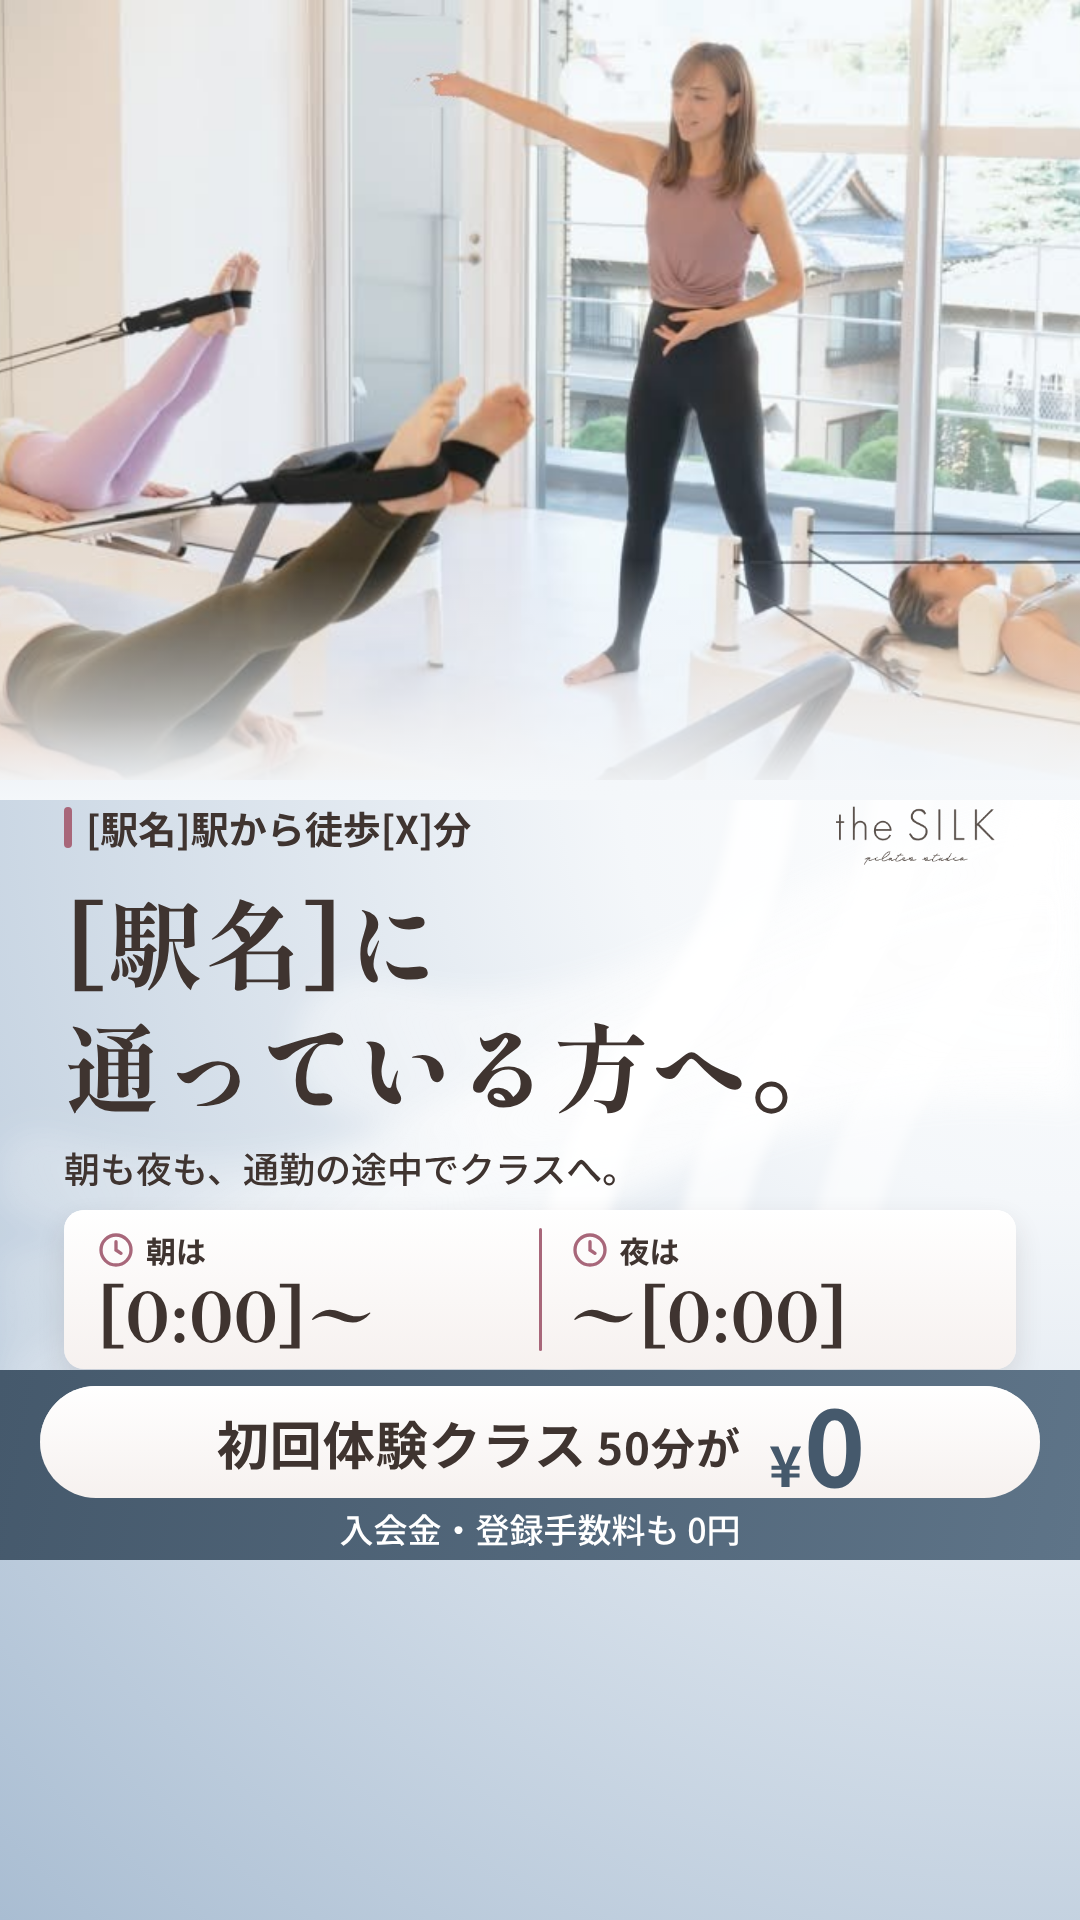 [駅名]駅から徒歩[X]分
the SILK
pilates studio
[駅名]に
通っている方へ。
朝も夜も、通勤の途中でクラスへ。
朝は
[0:00]〜
夜は
〜[0:00]
初回体験クラス 50分が ¥0
入会金・登録手数料も 0円